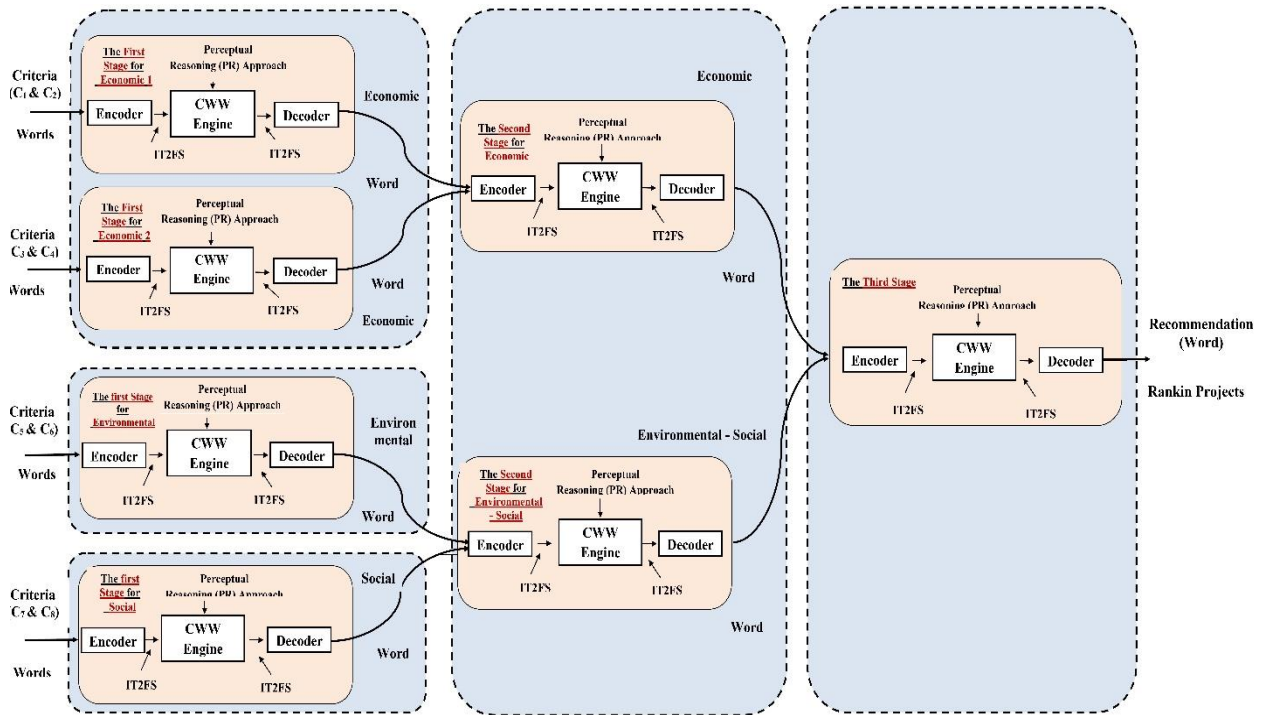 Criteria
(C₁ & C₂)
Words
The First
Stage for
Economic 1
Perceptual
Reasoning (PR) Approach
Encoder
CWW
Engine
Decoder
IT2FS
IT2FS
Economic
Word
Criteria
C₃ & C₄)
Words
The First
Stage for
Economic 2
Perceptual
Reasoning (PR) Approach
Encoder
CWW
Engine
Decoder
IT2FS
IT2FS
Word
Economic
Criteria
C₅ & C₆)
Words
The first Stage
for
Environmental
Perceptual
Reasoning (PR) Approach
Encoder
CWW
Engine
Decoder
IT2FS
IT2FS
Environ
mental
Word
Criteria
C₇ & C₈)
Words
The first
Stage for
Social
Perceptual
Reasoning (PR) Approach
Encoder
CWW
Engine
Decoder
IT2FS
IT2FS
Social
Word
Economic
The Second
Stage for
Economic
Perceptual
Reasoning (PR) Approach
Encoder
CWW
Engine
Decoder
IT2FS
IT2FS
Word
Environmental - Social
The Second
Stage for
Environmental
- Social
Perceptual
Reasoning (PR) Approach
Encoder
CWW
Engine
Decoder
IT2FS
IT2FS
Word
The Third Stage
Perceptual
Reasoning (PR) Approach
Encoder
CWW
Engine
Decoder
IT2FS
IT2FS
Recommendation
(Word)
Rankin Projects